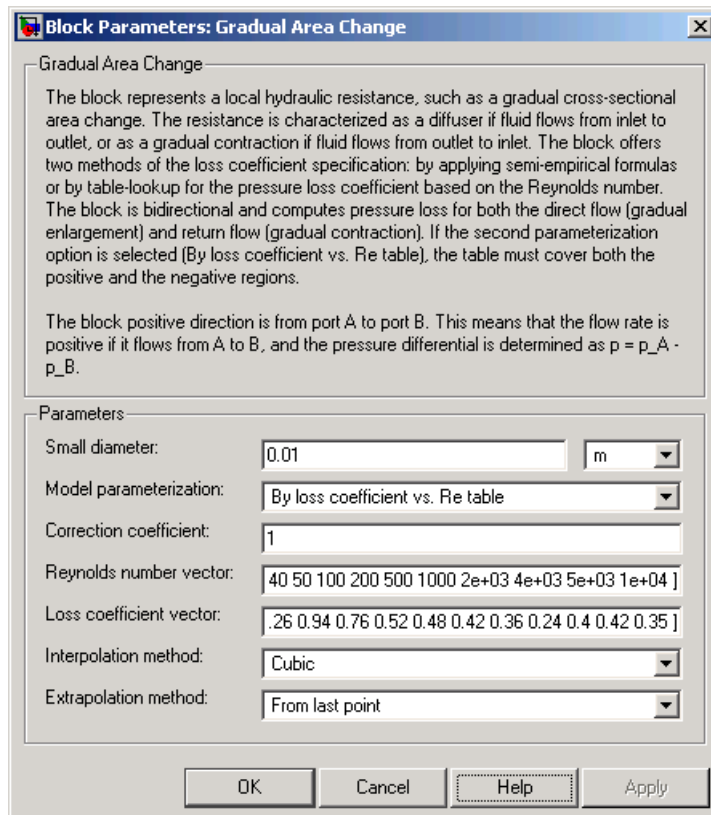 Block Parameters: Gradual Area Change
Gradual Area Change
The block represents a local hydraulic resistance, such as a gradual cross-sectional
area change. The resistance is characterized as a diffuser if fluid flows from inlet to
outlet, or as a gradual contraction if fluid flows from outlet to inlet. The block offers
two methods of the loss coefficient specification: by applying semi-empirical formulas
or by table-lookup for the pressure loss coefficient based on the Reynolds number.
The block is bidirectional and computes pressure loss for both the direct flow (gradual
enlargement) and return flow (gradual contraction). If the second parameterization
option is selected (By loss coefficient vs. Re table), the table must cover both the
positive and the negative regions.
The block positive direction is from port A to port B. This means that the flow rate is
positive if it flows from A to B, and the pressure differential is determined as p = p_A -
p_B.
Parameters
Small diameter: 0.01 m
Model parameterization: By loss coefficient vs. Re table
Correction coefficient: 1
Reynolds number vector: 40 50 100 200 500 1000 2e+03 4e+03 5e+03 1e+04 ]
Loss coefficient vector: .26 0.94 0.76 0.52 0.48 0.42 0.36 0.24 0.4 0.42 0.35 ]
Interpolation method: Cubic
Extrapolation method: From last point
OK Cancel Help Apply